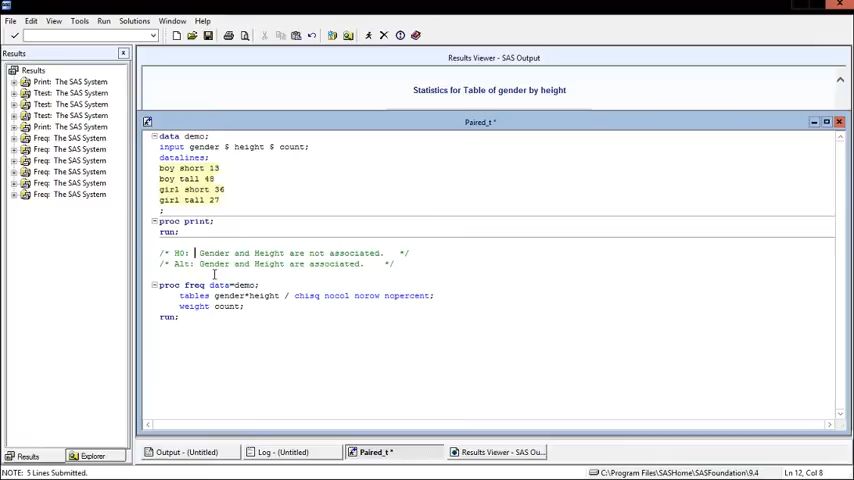 File Edit View Tools Run Solutions Window Help
Results
Results Viewer - SAS Output
Results
Print: The SAS System
Ttest: The SAS System
Ttest: The SAS System
Ttest: The SAS System
Print: The SAS System
Freq: The SAS System
Freq: The SAS System
Freq: The SAS System
Freq: The SAS System
Freq: The SAS System
Freq: The SAS System
Statistics for Table of gender by height
Paired_t *
data demo;
input gender $ height $ count;
datalines;
boy short 13
boy tall 48
girl short 36
girl tall 27
;
proc print;
run;
/* H0: Gender and Height are not associated. */
/* Alt: Gender and Height are associated. */
proc freq data=demo;
tables gender*height / chisq nocol norow nopercent;
weight count;
run;
Results Explorer
Output - (Untitled) Log - (Untitled) Paired_t * Results Viewer - SAS Ou...
NOTE: 5 Lines Submitted. C:\Program Files\SASHome\SASFoundation\9.4 Ln 12, Col 8